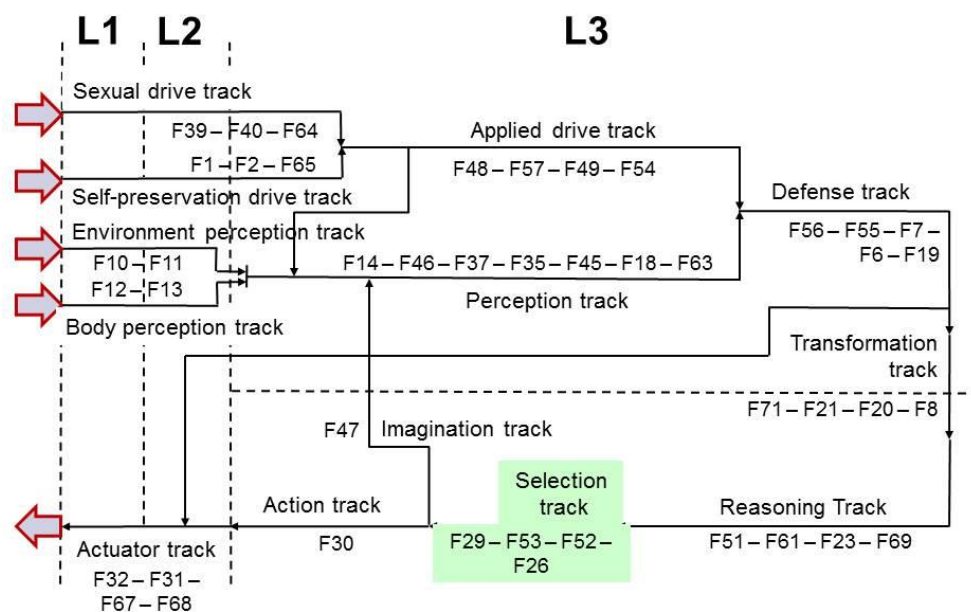 L1 L2 L3
Sexual drive track
F39 – F40 – F64
Applied drive track
F1 – F2 – F65
F48 – F57 – F49 – F54
Self-preservation drive track
Defense track
Environment perception track
F56 – F55 – F7 –
F6 – F19
F10 – F11
F14 – F46 – F37 – F35 – F45 – F18 – F63
F12 – F13
Perception track
Body perception track
Transformation
track
F71 – F21 – F20 – F8
F47
Imagination track
Selection
track
Action track
Reasoning Track
Actuator track
F30
F29 – F53 – F52 –
F26
F51 – F61 – F23 – F69
F32 – F31 –
F67 – F68